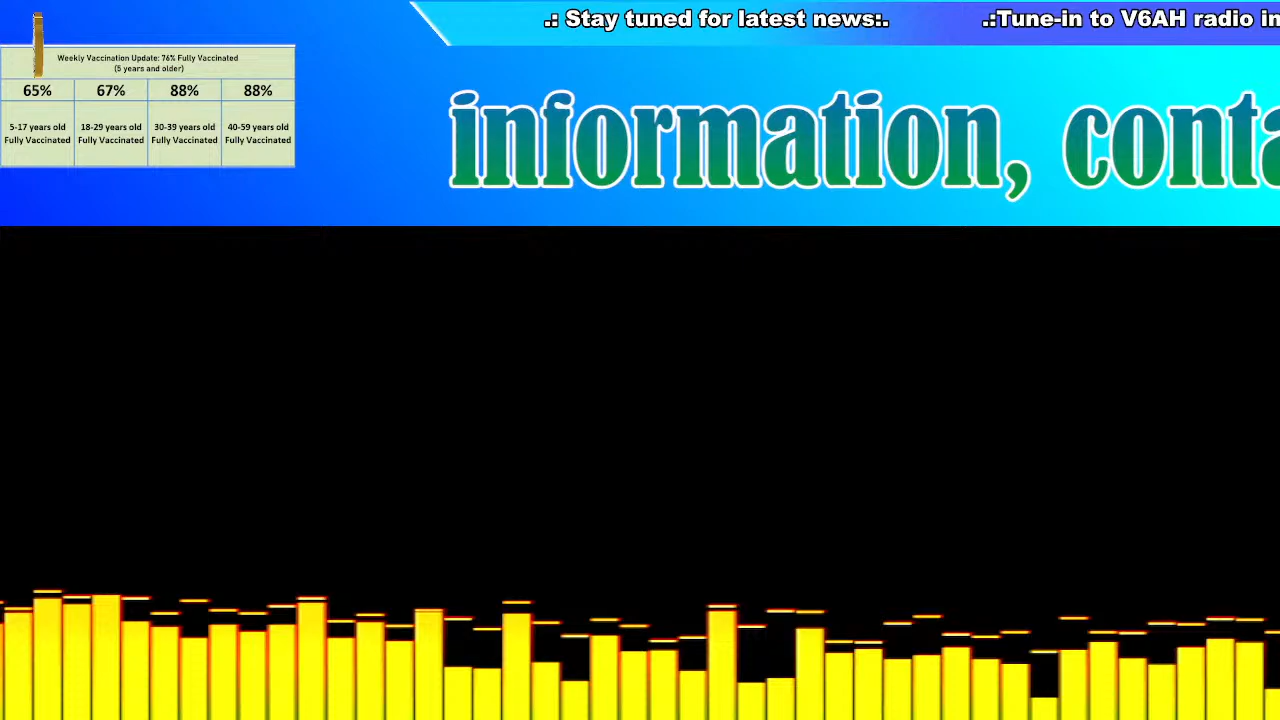 .: Stay tuned for latest news:.
.:Tune-in to V6AH radio in
Weekly Vaccination Update: 76% Fully Vaccinated
(5 years and older)
65% 67% 88% 88%
5-17 years old 18-29 years old 30-39 years old 40-59 years old
Fully Vaccinated Fully Vaccinated Fully Vaccinated Fully Vaccinated
information, conta